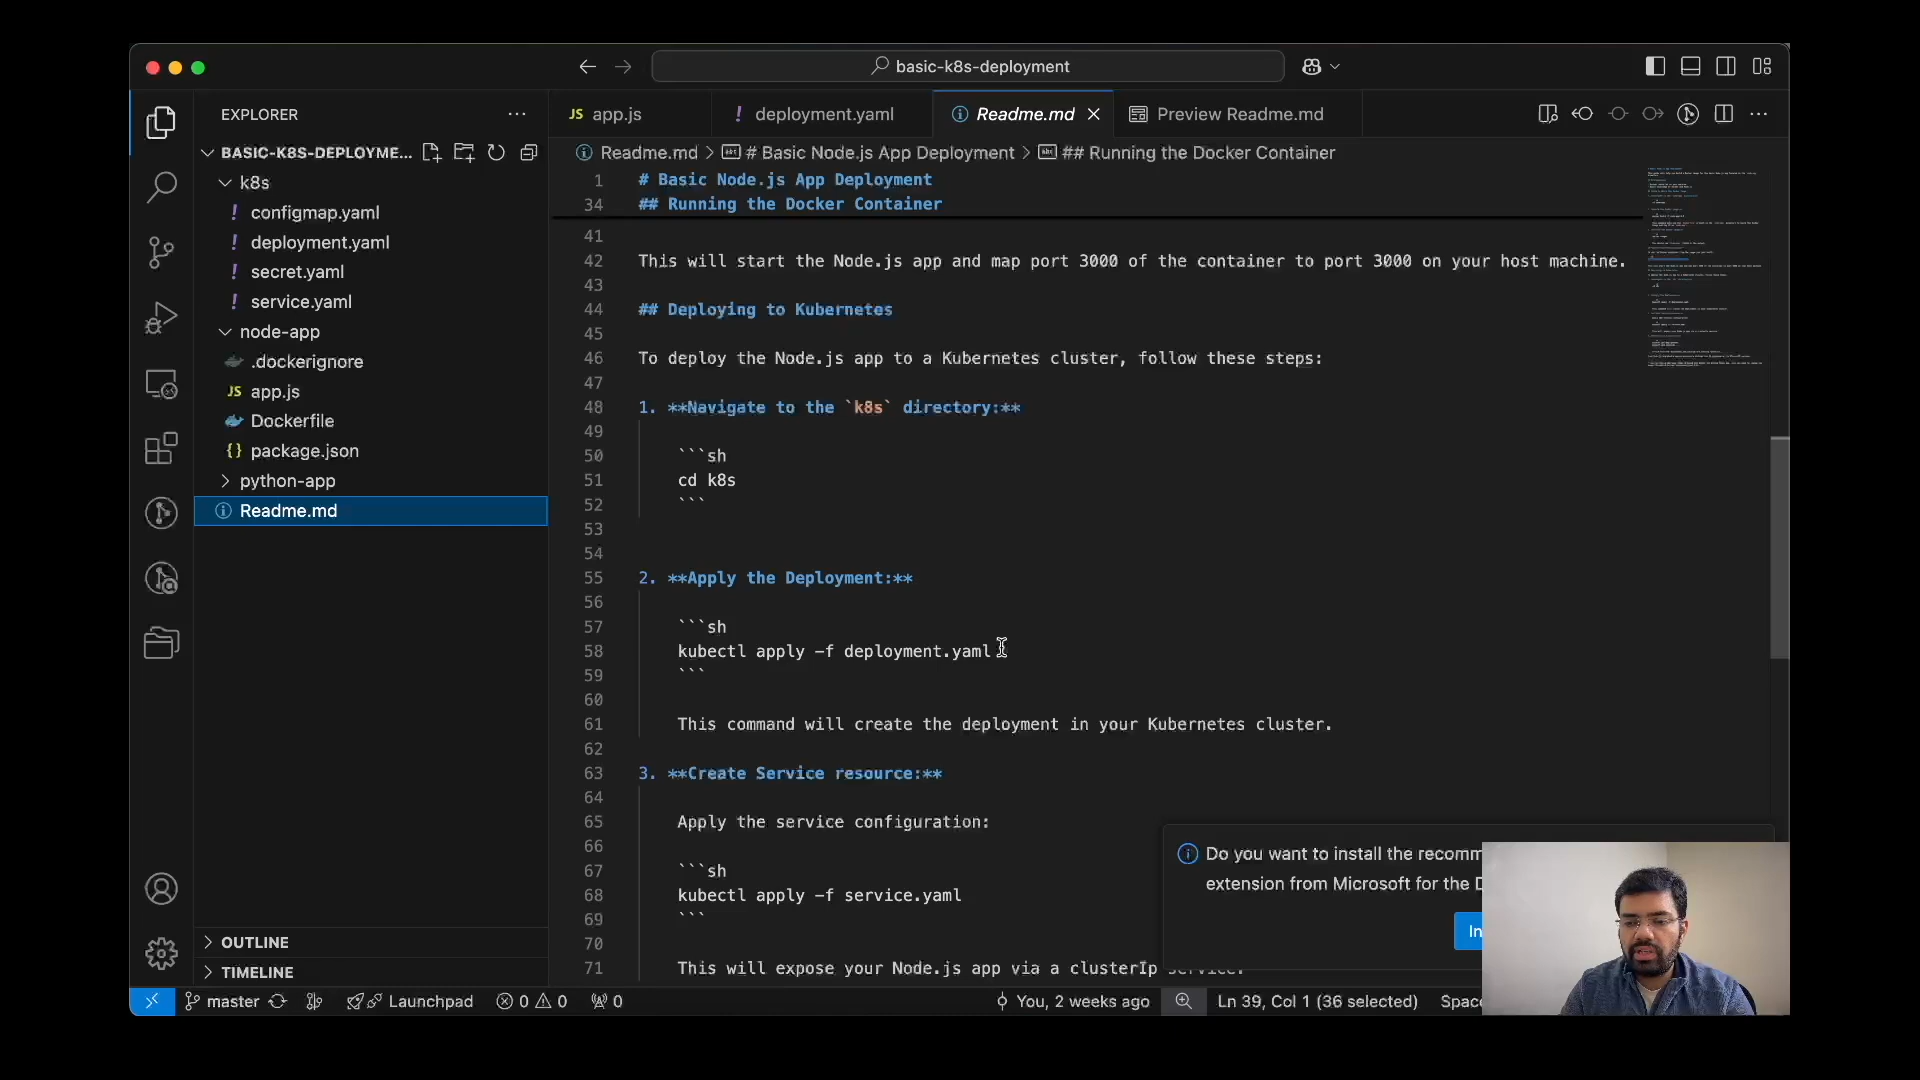 basic-k8s-deployment
EXPLORER
JS app.js
! deployment.yaml
Readme.md
Preview Readme.md
BASIC-K8S-DEPLOYME...
Readme.md > # Basic Node.js App Deployment > ## Running the Docker Container
k8s
! configmap.yaml
! deployment.yaml
! secret.yaml
! service.yaml
node-app
.dockerignore
JS app.js
Dockerfile
{} package.json
python-app
Readme.md
OUTLINE
TIMELINE
1 # Basic Node.js App Deployment
34 ## Running the Docker Container
41
42 This will start the Node.js app and map port 3000 of the container to port 3000 on your host machine.
43
44 ## Deploying to Kubernetes
45
46 To deploy the Node.js app to a Kubernetes cluster, follow these steps:
47
48 1. **Navigate to the `k8s` directory:**
49
50 ```sh
51 cd k8s
52 ```
53
54
55 2. **Apply the Deployment:**
56
57 ```sh
58 kubectl apply -f deployment.yaml
59 ```
60
61 This command will create the deployment in your Kubernetes cluster.
62
63 3. **Create Service resource:**
64
65 Apply the service configuration:
66
67 ```sh
68 kubectl apply -f service.yaml
69 ```
70
71 This will expose your Node.js app via a clusterIp service.
Do you want to install the recomm
extension from Microsoft for the D
In
master
Launchpad
0 0
0
You, 2 weeks ago
Ln 39, Col 1 (36 selected)
Spac